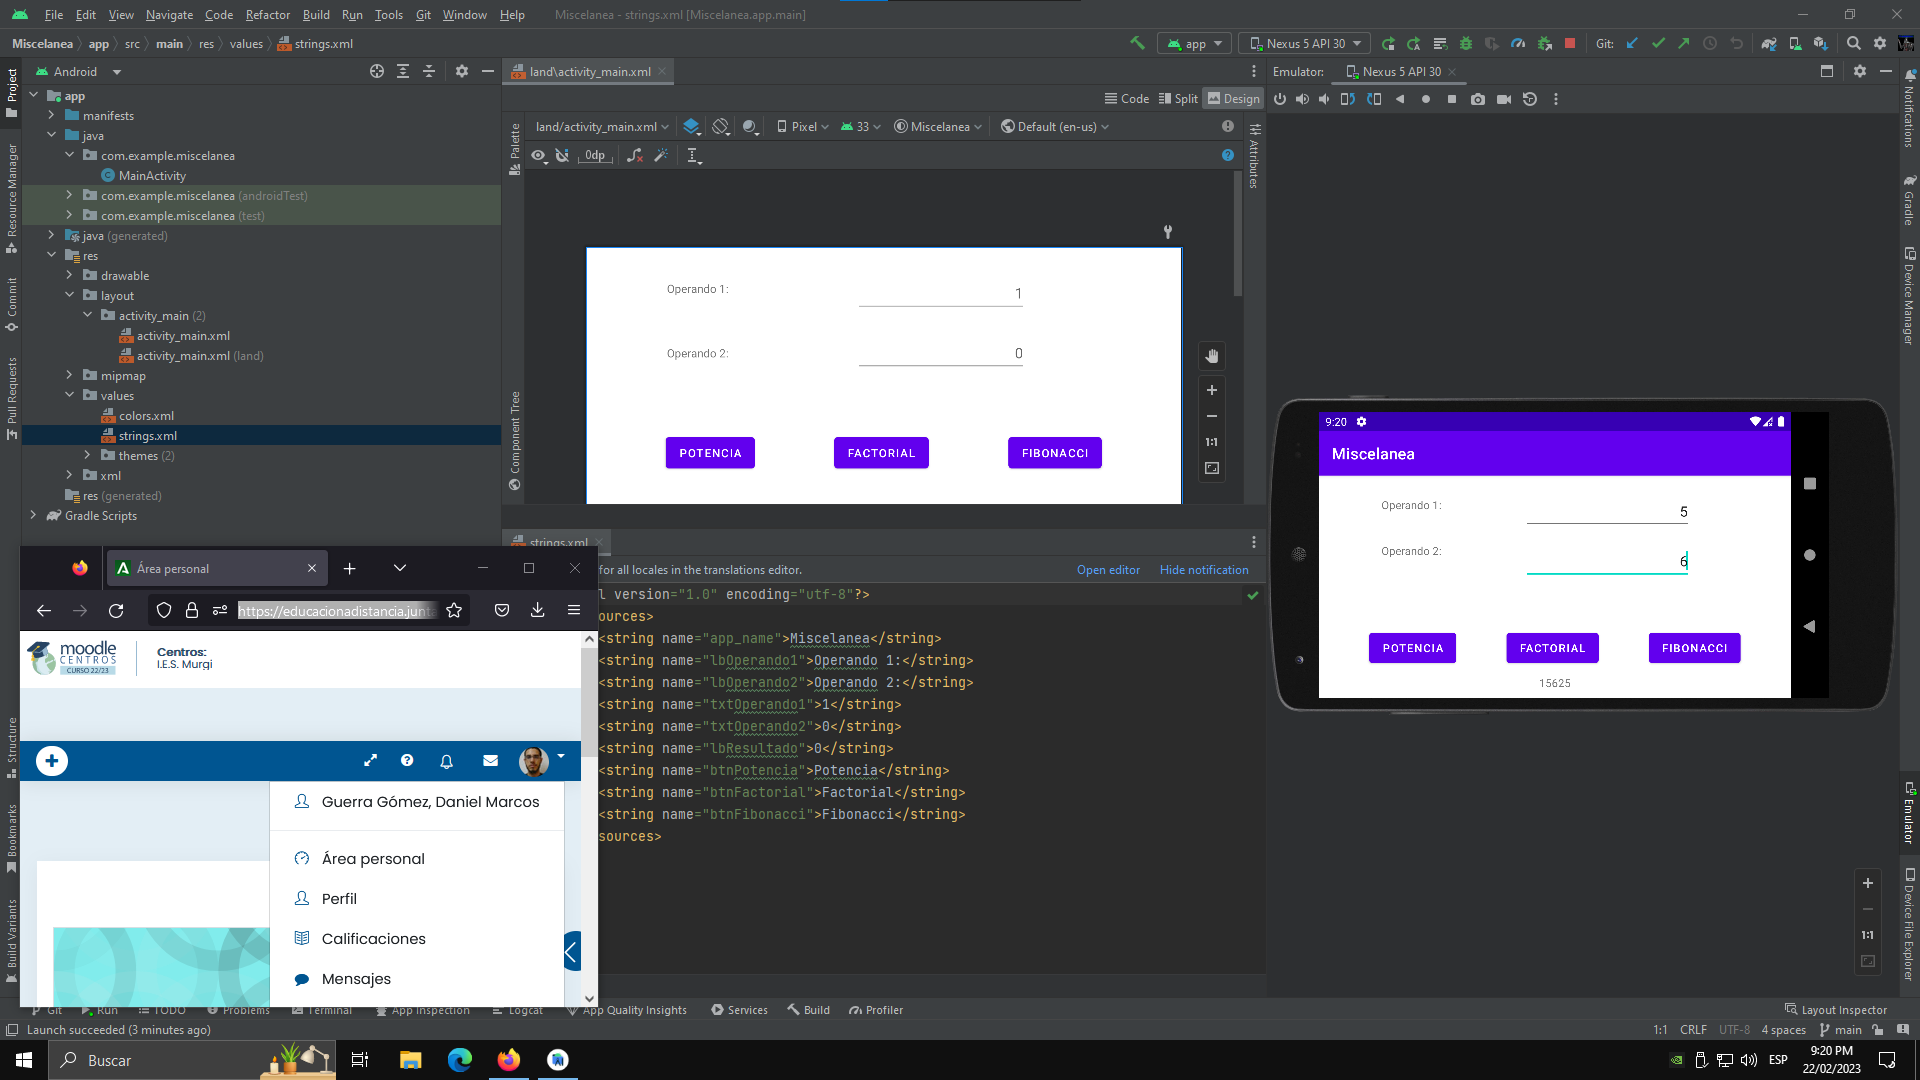 File Edit View Navigate Code Refactor Build Run Tools Git Window Help Miscelanea - strings.xml [Miscelanea.app.main]
Miscelanea app src main res values strings.xml
app Nexus 5 API 30 Git:
Android
land\activity_main.xml
Emulator: Nexus 5 API 30
Project
Resource Manager
Commit
Pull Requests
Structure
Bookmarks
Build Variants
app
manifests
java
com.example.miscelanea
MainActivity
com.example.miscelanea (androidTest)
com.example.miscelanea (test)
java (generated)
res
drawable
layout
activity_main (2)
activity_main.xml
activity_main.xml (land)
mipmap
values
colors.xml
strings.xml
themes (2)
xml
res (generated)
Gradle Scripts
Code Split Design
land/activity_main.xml Pixel 33 Miscelanea Default (en-us)
0dp
Palette
Component Tree
Attributes
Operando 1: 1
Operando 2: 0
POTENCIA FACTORIAL FIBONACCI
1:1
strings.xml
for all locales in the translations editor. Open editor Hide notification
l version="1.0" encoding="utf-8"?>
ources>
<string name="app_name">Miscelanea</string>
<string name="lbOperando1">Operando 1:</string>
<string name="lbOperando2">Operando 2:</string>
<string name="txtOperando1">1</string>
<string name="txtOperando2">0</string>
<string name="lbResultado">0</string>
<string name="btnPotencia">Potencia</string>
<string name="btnFactorial">Factorial</string>
<string name="btnFibonacci">Fibonacci</string>
sources>
9:20
Miscelanea
Operando 1: 5
Operando 2: 6
POTENCIA FACTORIAL FIBONACCI
15625
1:1
Notifications
Gradle
Device Manager
Emulator
Device File Explorer
Área personal
https://educacionadistancia.junt
moodle
CENTROS
CURSO 22/23
Centros:
I.E.S. Murgi
Guerra Gómez, Daniel Marcos
Área personal
Perfil
Calificaciones
Mensajes
Git Run TODO Problems Terminal App Inspection Logcat App Quality Insights Services Build Profiler Layout Inspector
Launch succeeded (3 minutes ago) 1:1 CRLF UTF-8 4 spaces main
Buscar
ESP
9:20 PM
22/02/2023